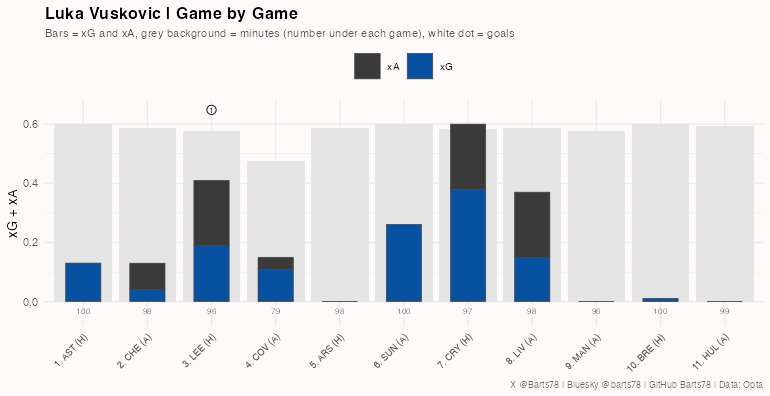 Luka Vuskovic | Game by Game
Bars = xG and xA, grey background = minutes (number under each game), white dot = goals
xA xG
1
xG + xA
0.6
0.4
0.2
0.0
100 98 96 79 98 100 97 98 96 100 99
1. AST (H)
2. CHE (A)
3. LEE (H)
4. COV (A)
5. ARS (H)
6. SUN (A)
7. CRY (H)
8. LIV (A)
9. MAN (A)
10. BRE (H)
11. HUL (A)
X @Barts78 | Bluesky @barts78 | GitHub Barts78 | Data: Opta